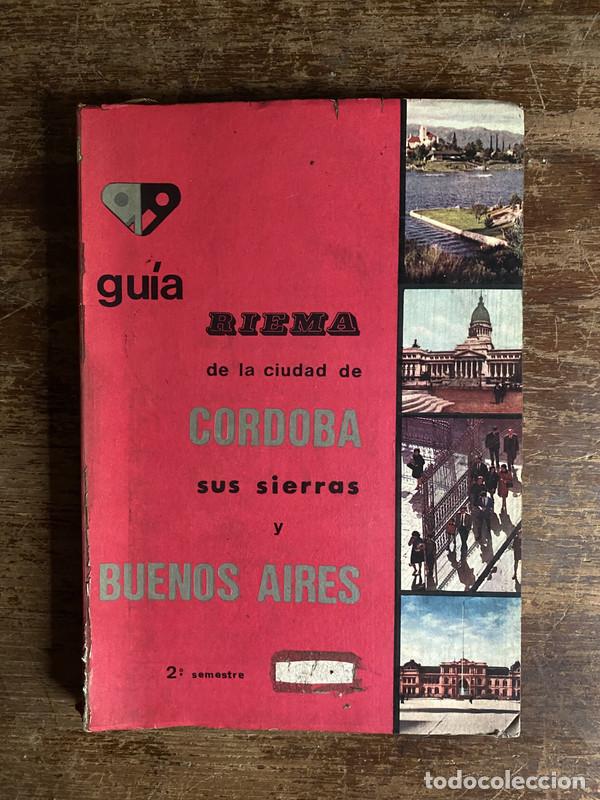 guía
RIEMA
de la ciudad de
CORDOBA
sus sierras
y
BUENOS AIRES
2º semestre
todocoleccion